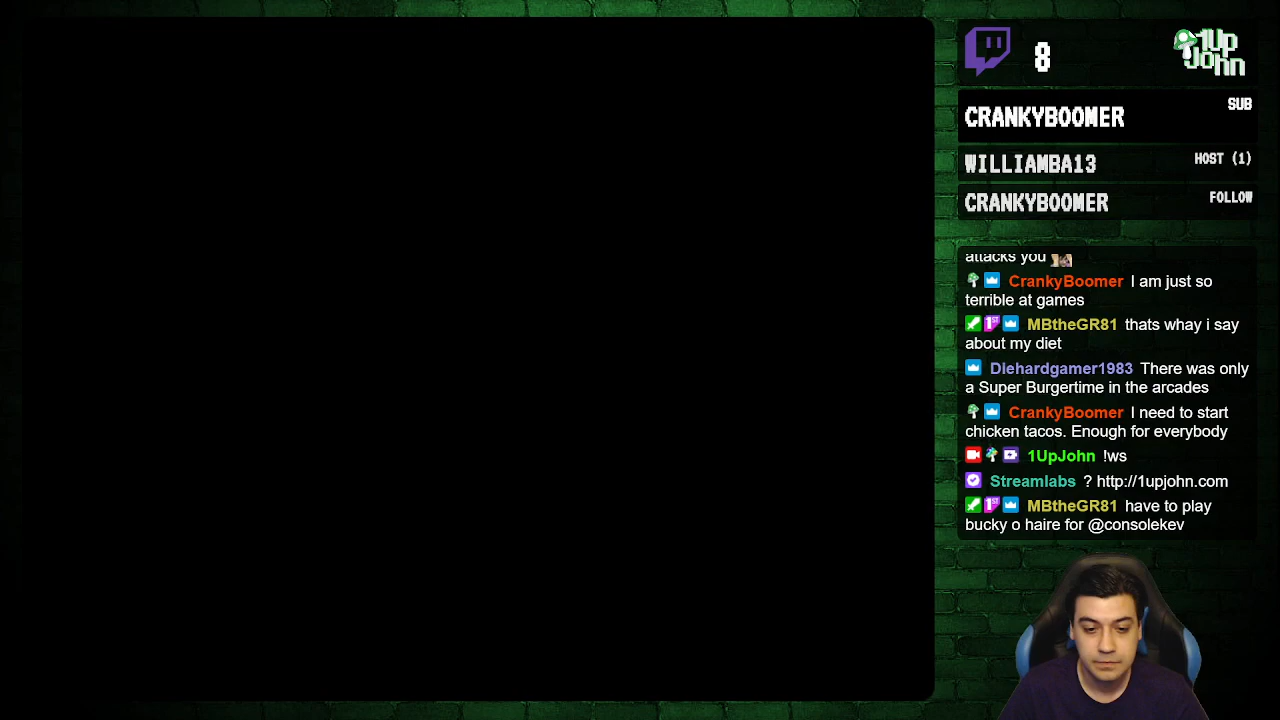 8
1Up
John
CRANKYBOOMER SUB
WILLIAMBA13 HOST (1)
CRANKYBOOMER FOLLOW
attacks you
CrankyBoomer I am just so
terrible at games
MBtheGR81 thats whay i say
about my diet
Diehardgamer1983 There was only
a Super Burgertime in the arcades
CrankyBoomer I need to start
chicken tacos. Enough for everybody
1UpJohn !ws
Streamlabs ? http://1upjohn.com
MBtheGR81 have to play
bucky o haire for @consolekev